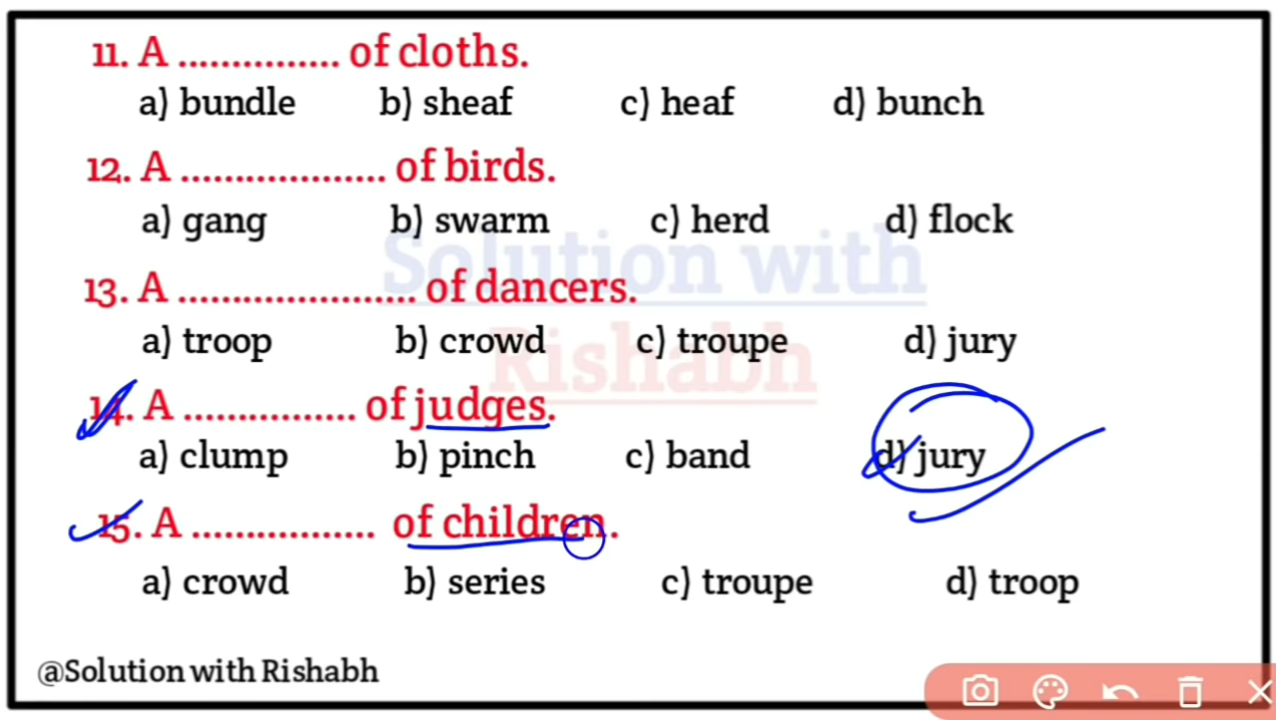 11. A ............... of cloths.
a) bundle b) sheaf c) heaf d) bunch
12. A ................... of birds.
a) gang b) swarm c) herd d) flock
Solution with
13. A ...................... of dancers.
a) troop b) crowd c) troupe d) jury
Rishabh
14. A ................ of judges.
a) clump b) pinch c) band d) jury
15. A ................. of children.
a) crowd b) series c) troupe d) troop
@Solution with Rishabh